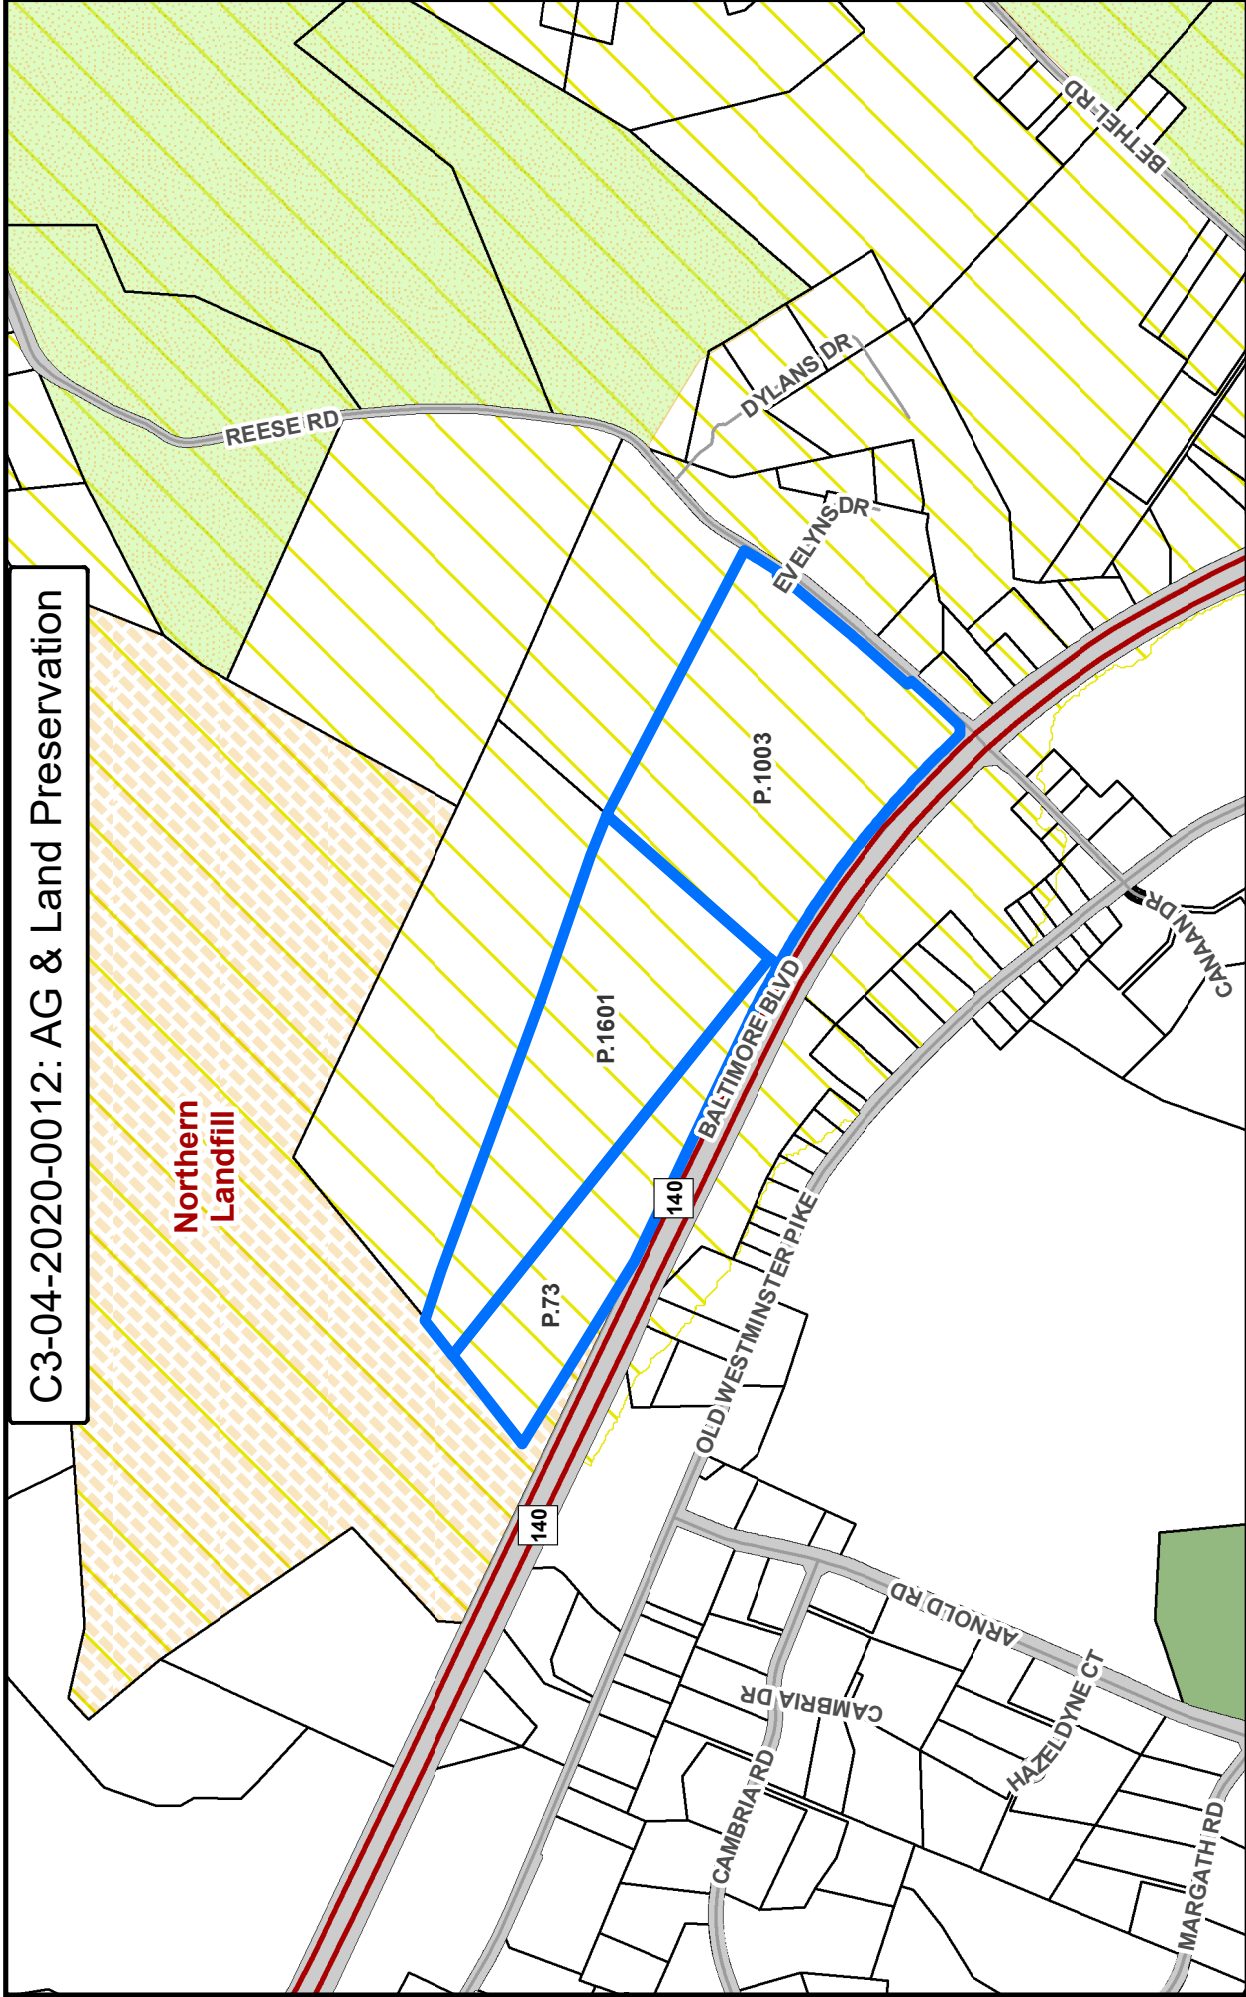 C3-04-2020-0012: AG & Land Preservation
Northern
Landfill
REESE RD
BETHEL RD
DYLANS DR
EVELYNS DR
P.1003
P.1601
P.73
BALTIMORE BLVD
140
140
OLD WESTMINSTER PIKE
CANAAN DR
ARNOLD RD
CAMBRIA DR
CAMBRIA RD
HAZELDYNE CT
MARGATH RD